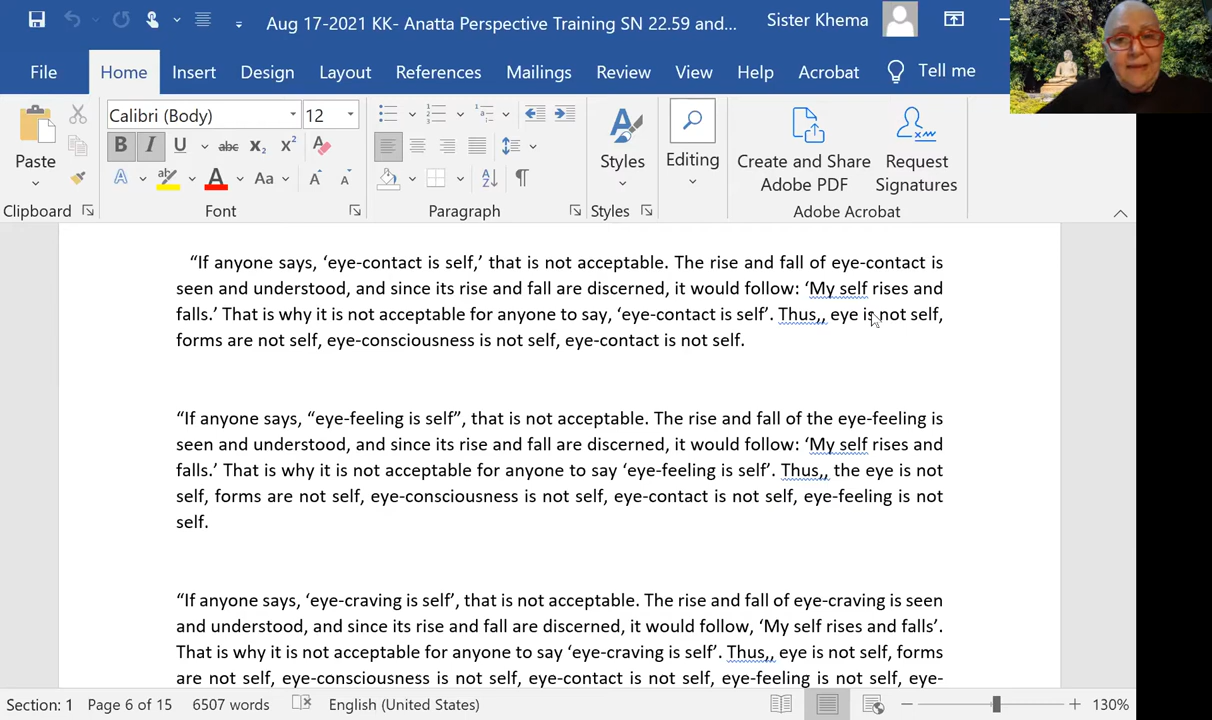 Aug 17-2021 KK- Anatta Perspective Training SN 22.59 and...
Sister Khema
File Home Insert Design Layout References Mailings Review View Help Acrobat Tell me
Calibri (Body) 12
Paste
Styles
Editing
Create and Share
Adobe PDF
Request
Signatures
Clipboard Font Paragraph Styles Adobe Acrobat
“If anyone says, ‘eye-contact is self,’ that is not acceptable. The rise and fall of eye-contact is
seen and understood, and since its rise and fall are discerned, it would follow: ‘My self rises and
falls.’ That is why it is not acceptable for anyone to say, ‘eye-contact is self’. Thus,, eye is not self,
forms are not self, eye-consciousness is not self, eye-contact is not self.
“If anyone says, “eye-feeling is self”, that is not acceptable. The rise and fall of the eye-feeling is
seen and understood, and since its rise and fall are discerned, it would follow: ‘My self rises and
falls.’ That is why it is not acceptable for anyone to say ‘eye-feeling is self’. Thus,, the eye is not
self, forms are not self, eye-consciousness is not self, eye-contact is not self, eye-feeling is not
self.
“If anyone says, ‘eye-craving is self’, that is not acceptable. The rise and fall of eye-craving is seen
and understood, and since its rise and fall are discerned, it would follow, ‘My self rises and falls’.
That is why it is not acceptable for anyone to say ‘eye-craving is self’. Thus,, eye is not self, forms
are not self, eye-consciousness is not self, eye-contact is not self, eye-feeling is not self, eye-
Section: 1 Page 6 of 15 6507 words English (United States) 130%